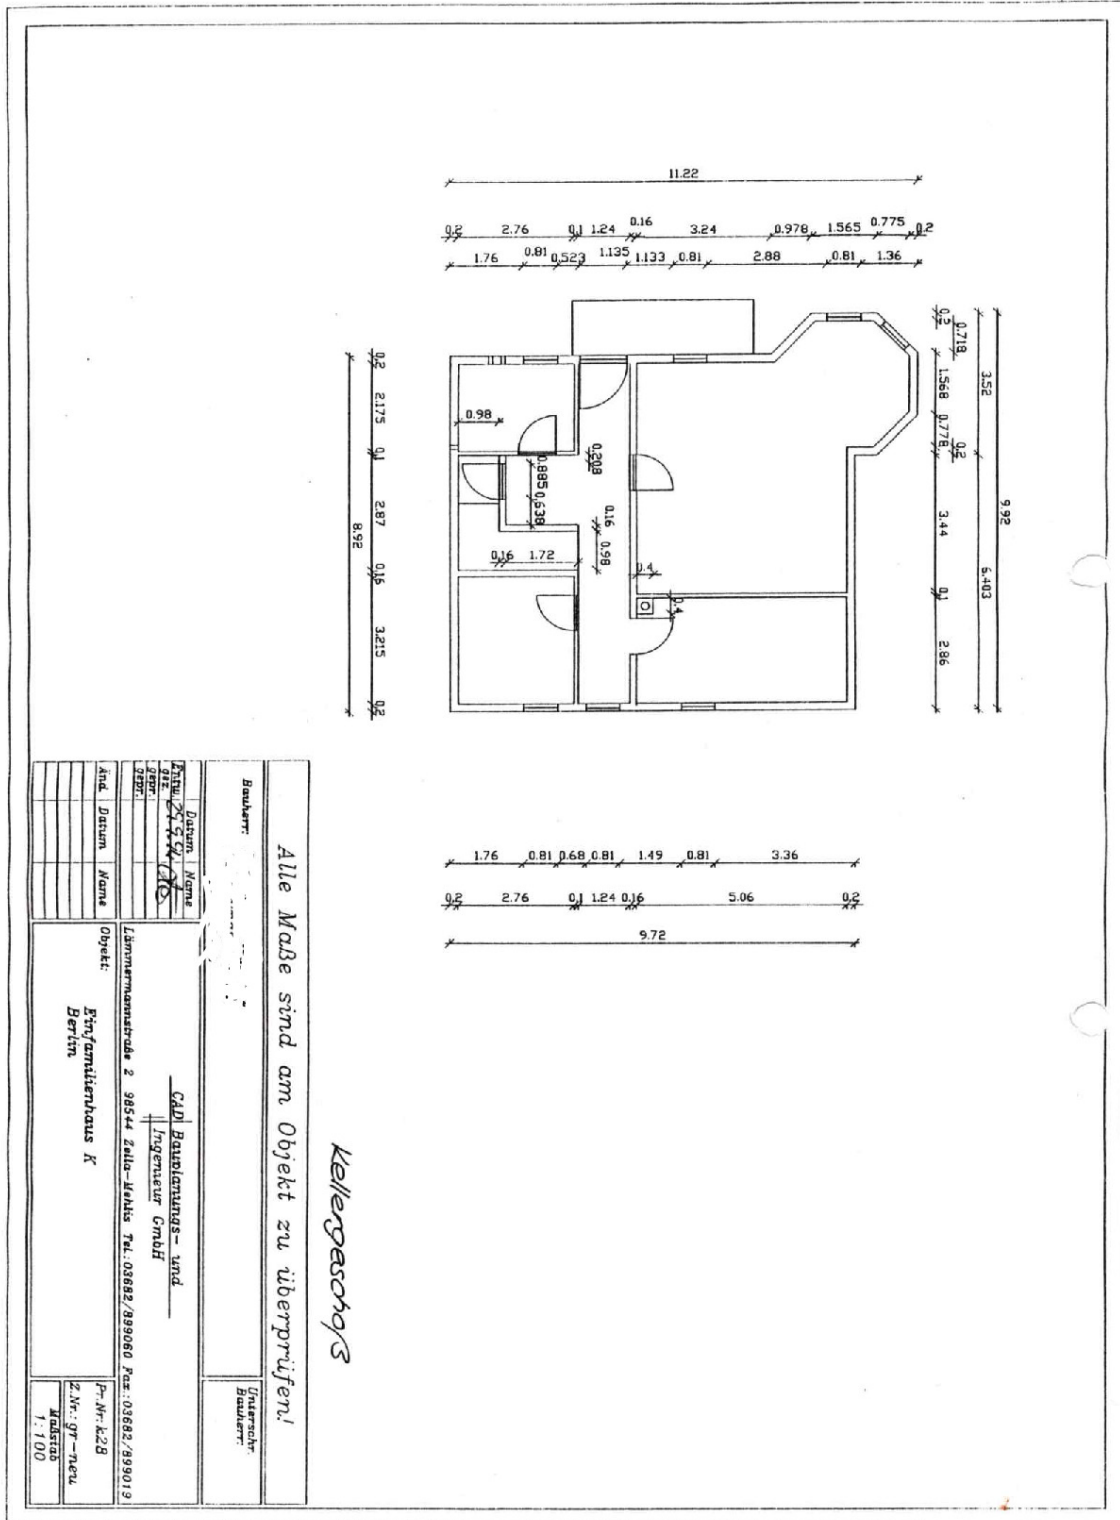 11.22
0.2 2.76 0.1 1.24 0.16 3.24 0.978 1.565 0.775 0.2
1.76 0.81 0.523 1.135 1.133 0.81 2.88 0.81 1.36
0.2 0.718 1.568 0.778 0.2 3.44 0.1 2.86
3.52 6.403
9.92
0.2 2.175 0.1 2.87 0.16 3.215 0.2
8.92
0.98
0.208
0.885 0.638
0.16 0.98
0.16 1.72
0.4
0.4
1.76 0.81 0.68 0.81 1.49 0.81 3.36
0.2 2.76 0.1 1.24 0.16 5.06 0.2
9.72
Kellergeschoß
Alle Maße sind am Objekt zu überprüfen!
Bauherr:
Unterschr.
Bauherr:
Datum Name
Entw. 29.9.94
gez.
gepr.
gepr.
Änd. Datum Name
CAD Bauplanungs- und
Ingenieur GmbH
Lämmermannstraße 2 98544 Zella-Mehlis Tel.:03682/899060 Fax:03682/899019
Objekt:
Einfamilienhaus K
Berlin
Pr.Nr.:k28
Z.Nr.: gr-neu
Maßstab
1:100